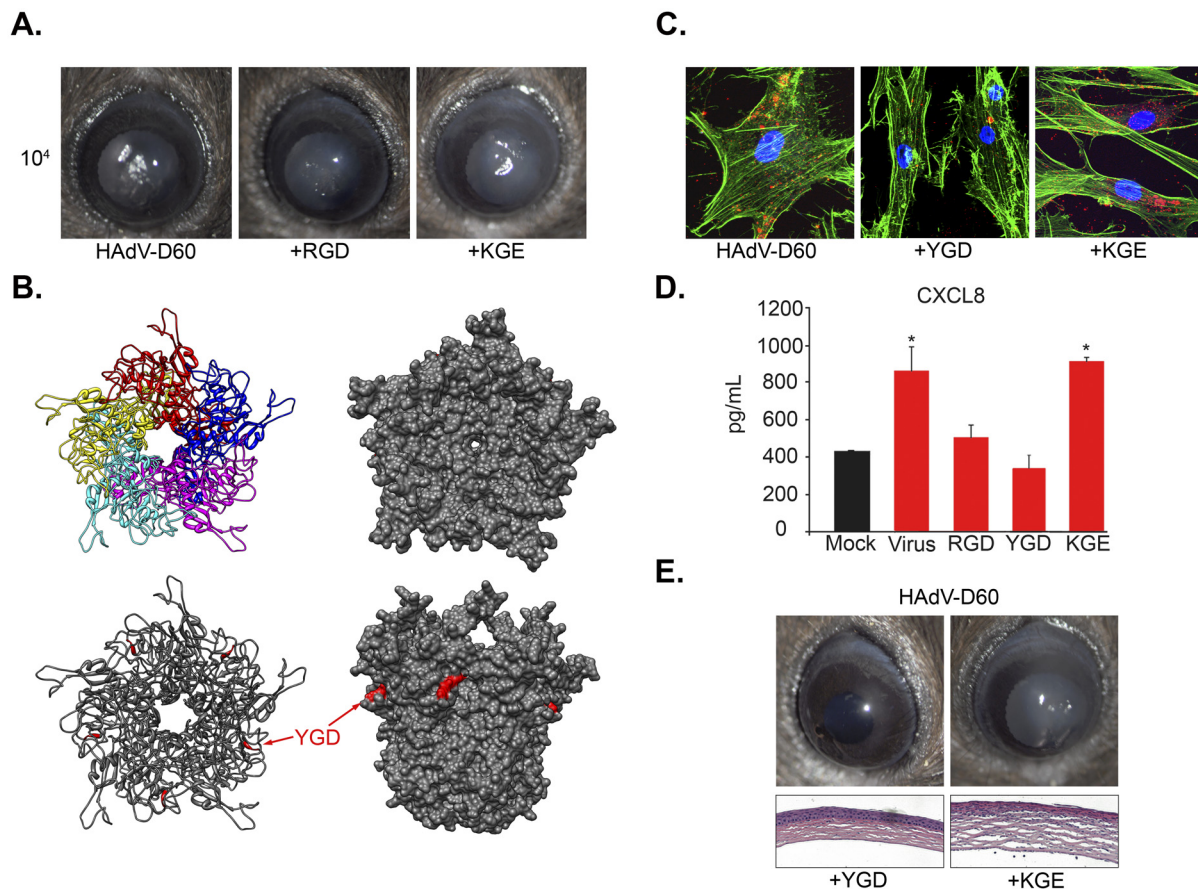 A.
10⁴
HAdV-D60 +RGD +KGE
B.
YGD
C.
HAdV-D60 +YGD +KGE
D.
CXCL8
pg/mL
1200
1000
800
600
400
200
0
* *
Mock Virus RGD YGD KGE
E.
HAdV-D60
+YGD +KGE